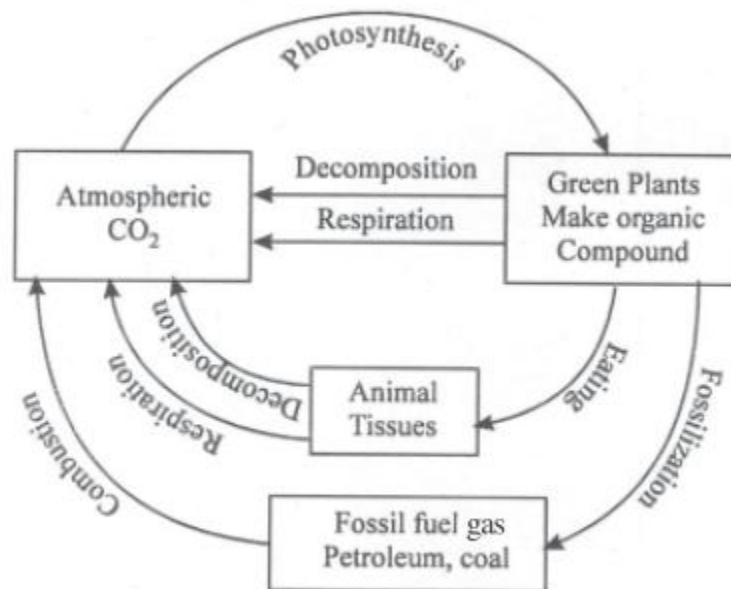 Photosynthesis
Decomposition
Respiration
Atmospheric
CO₂
Green Plants
Make organic
Compound
Decomposition
Respiration
Combustion
Animal
Tissues
Eating
Fossilization
Fossil fuel gas
Petroleum, coal